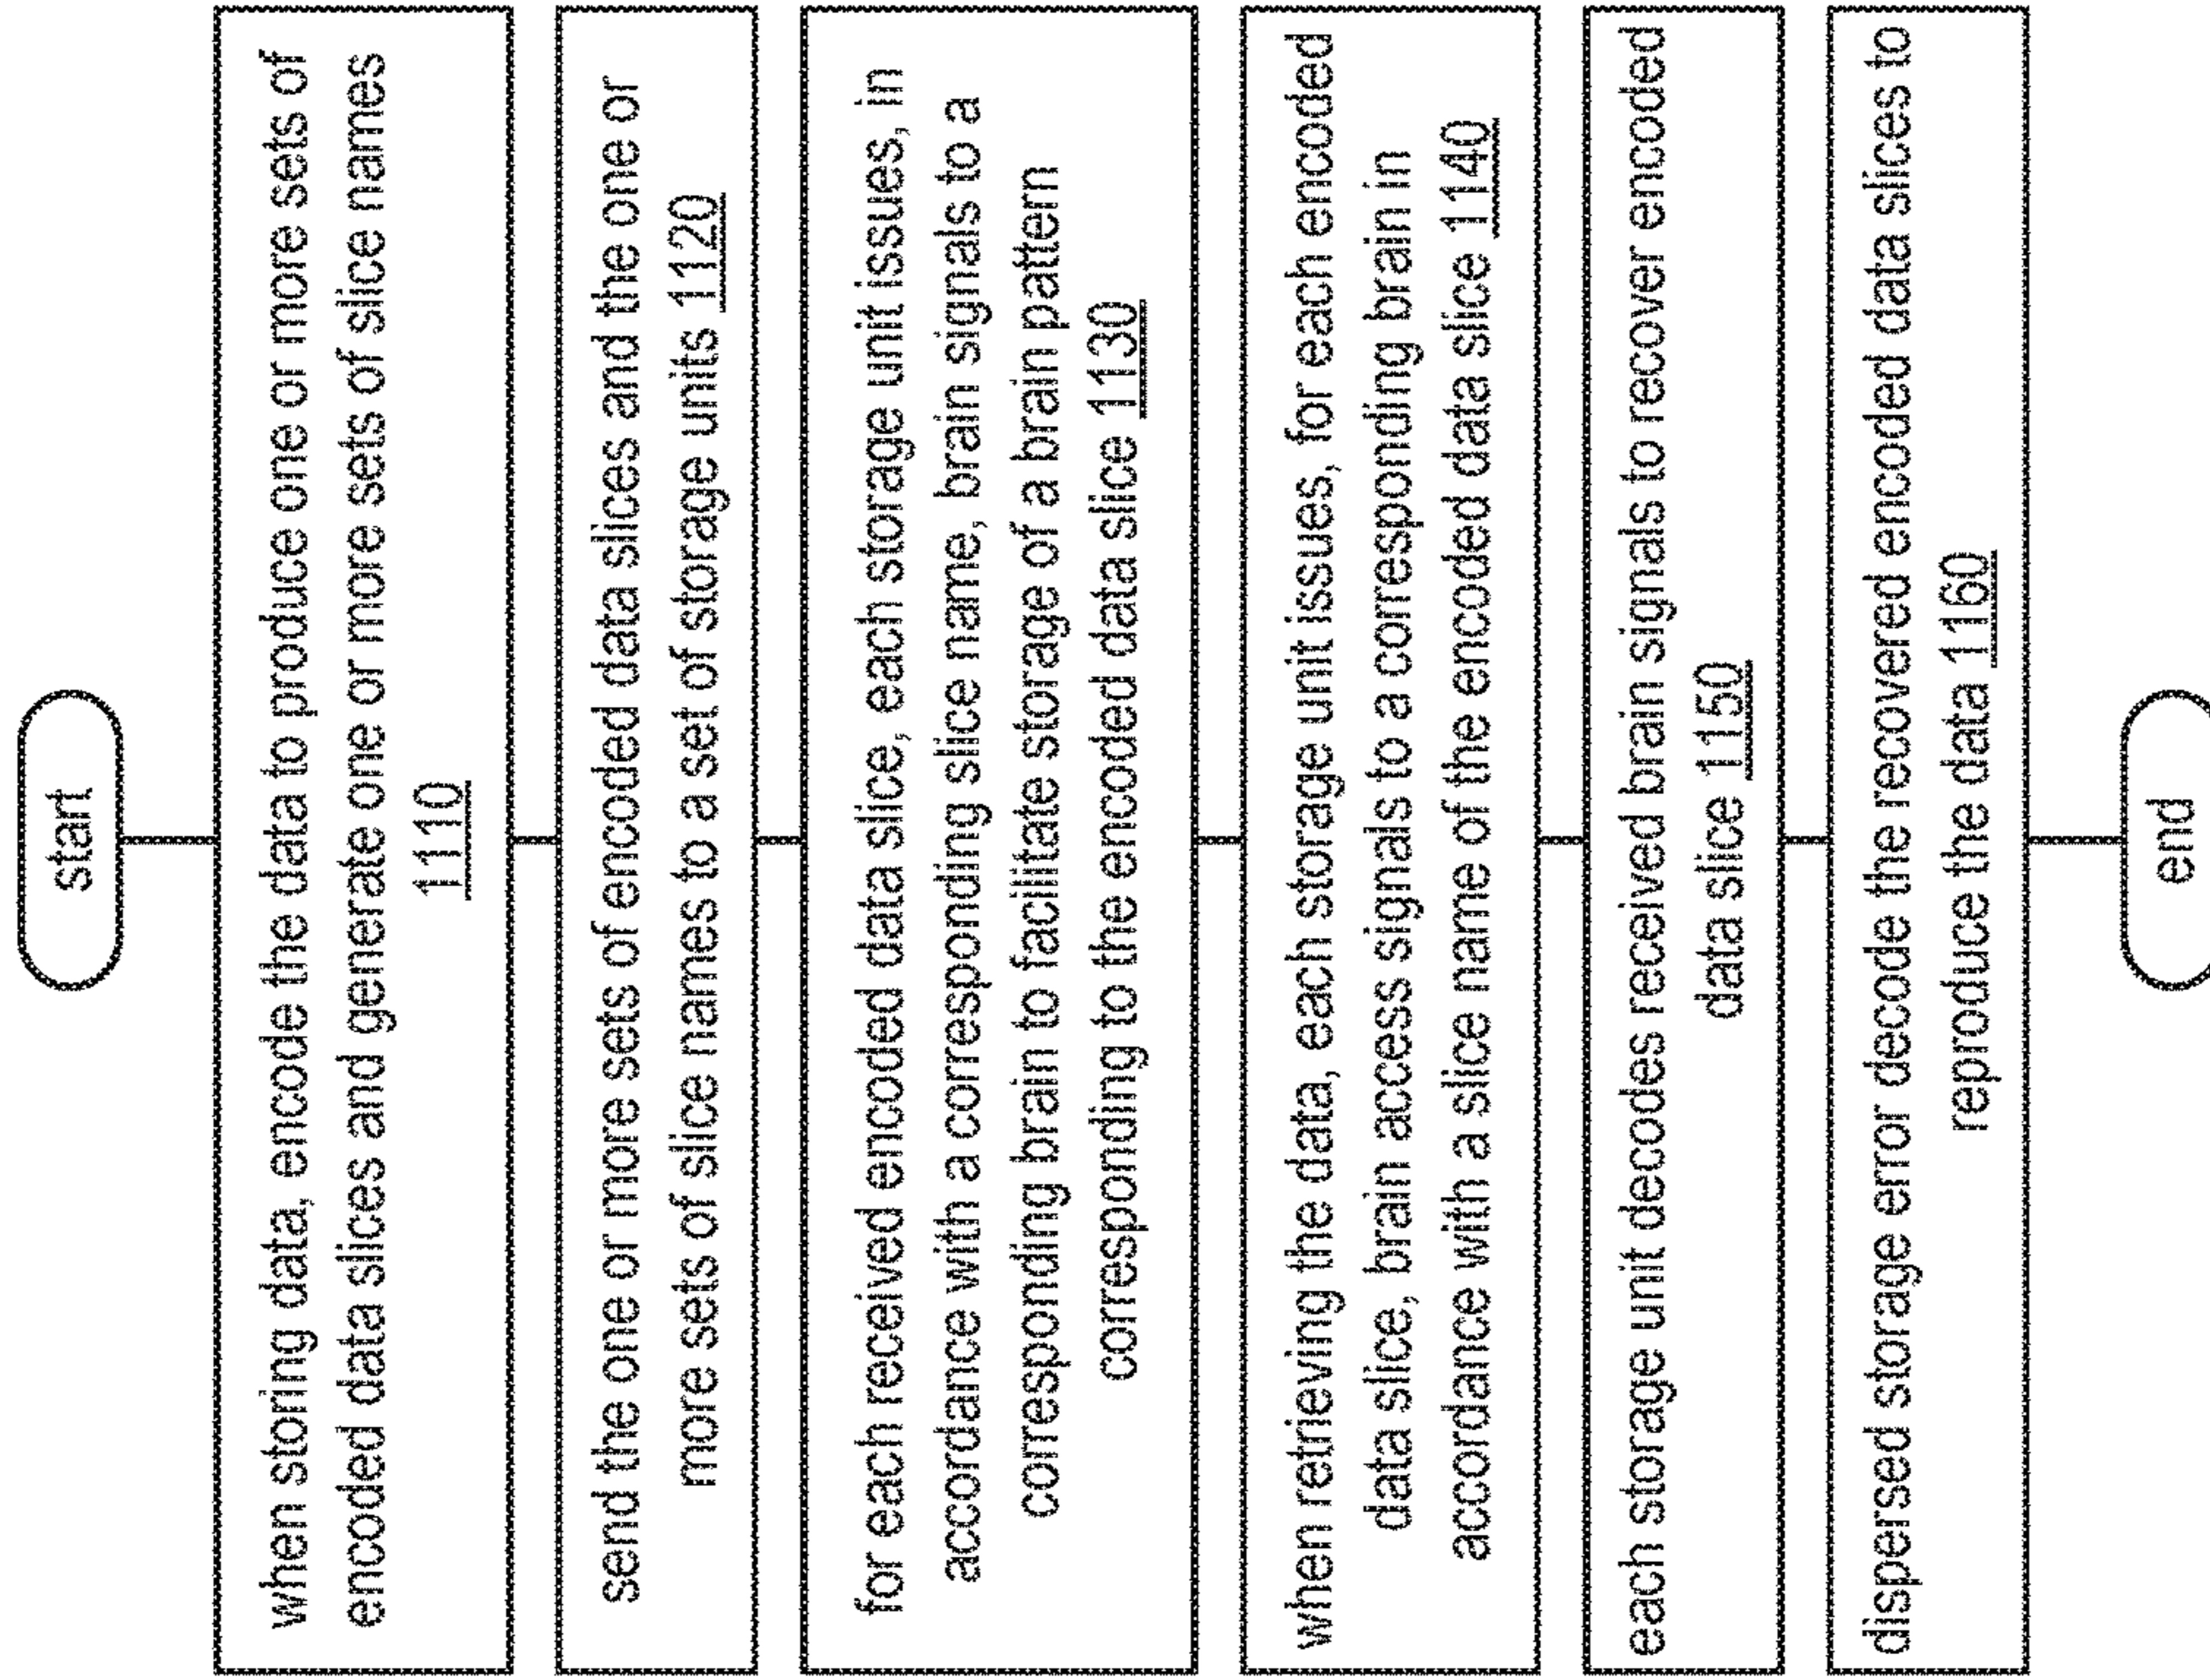 start
when storing data, encode the data to produce one or more sets of
encoded data slices and generate one or more sets of slice names
1110
send the one or more sets of encoded data slices and the one or
more sets of slice names to a set of storage units 1120
for each received encoded data slice, each storage unit issues, in
accordance with a corresponding slice name, brain signals to a
corresponding brain to facilitate storage of a brain pattern
corresponding to the encoded data slice 1130
when retrieving the data, each storage unit issues, for each encoded
data slice, brain access signals to a corresponding brain in
accordance with a slice name of the encoded data slice 1140
each storage unit decodes received brain signals to recover encoded
data slice 1150
dispersed storage error decode the recovered encoded data slices to
reproduce the data 1160
end